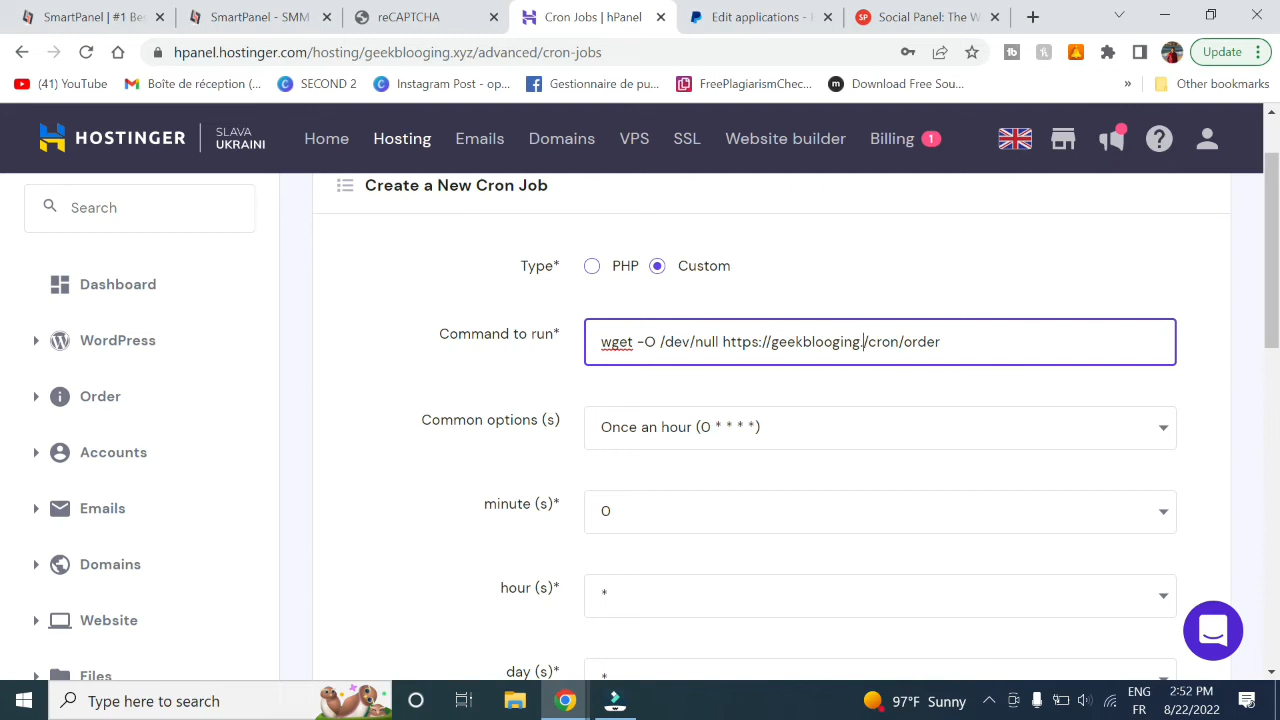 SmartPanel | #1 Bes
SmartPanel - SMM
reCAPTCHA
Cron Jobs | hPanel
Edit applications - P
Social Panel: The W
hpanel.hostinger.com/hosting/geekblooging.xyz/advanced/cron-jobs
Update
(41) YouTube
Boîte de réception (...
SECOND 2
Instagram Post - op...
Gestionnaire de pu...
FreePlagiarismChec...
Download Free Sou...
»
Other bookmarks
HOSTINGER
SLAVA
UKRAINI
Home
Hosting
Emails
Domains
VPS
SSL
Website builder
Billing 1
Search
Dashboard
WordPress
Order
Accounts
Emails
Domains
Website
Files
Create a New Cron Job
Type*
PHP
Custom
Command to run*
wget -O /dev/null https://geekblooging./cron/order
Common options (s)
Once an hour (0 * * * *)
minute (s)*
0
hour (s)*
*
day (s)*
*
Type here to search
97°F Sunny
ENG
FR
2:52 PM
8/22/2022